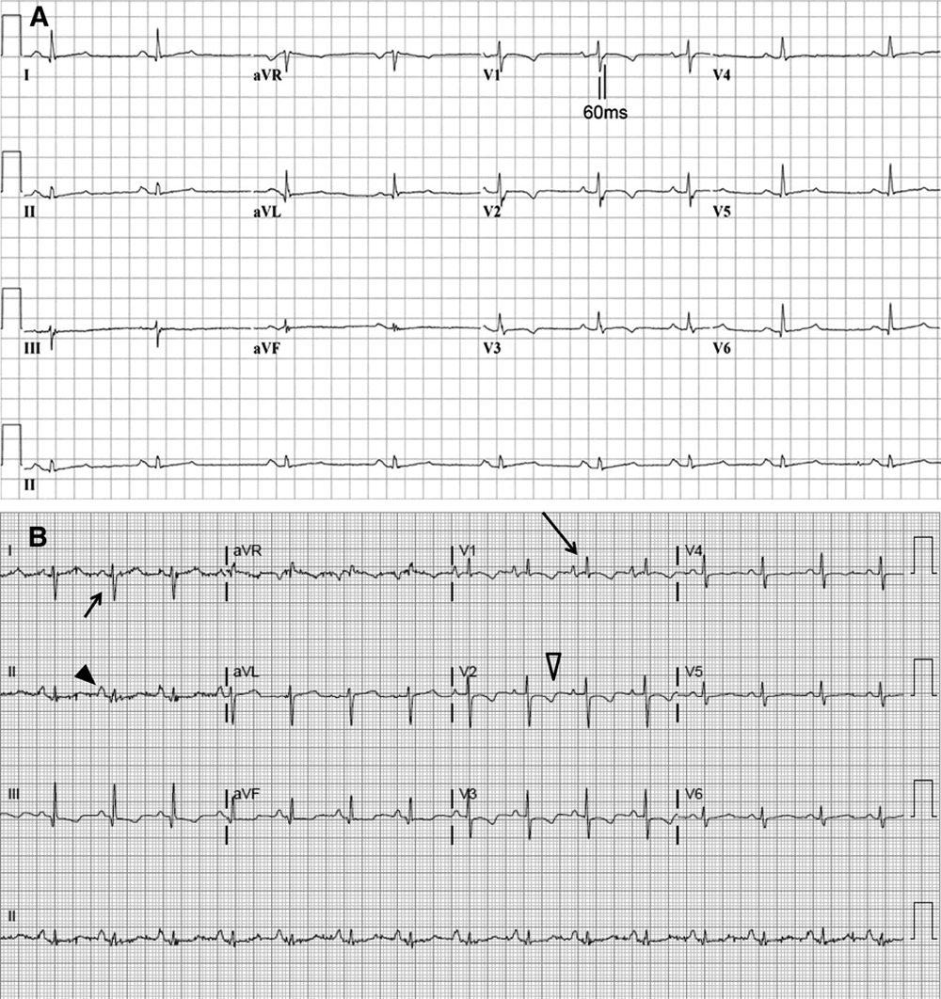 A
I aVR V1 V4
60ms
II aVL V2 V5
III aVF V3 V6
II
B
I aVR V1 V4
II aVL V2 V5
III aVF V3 V6
II